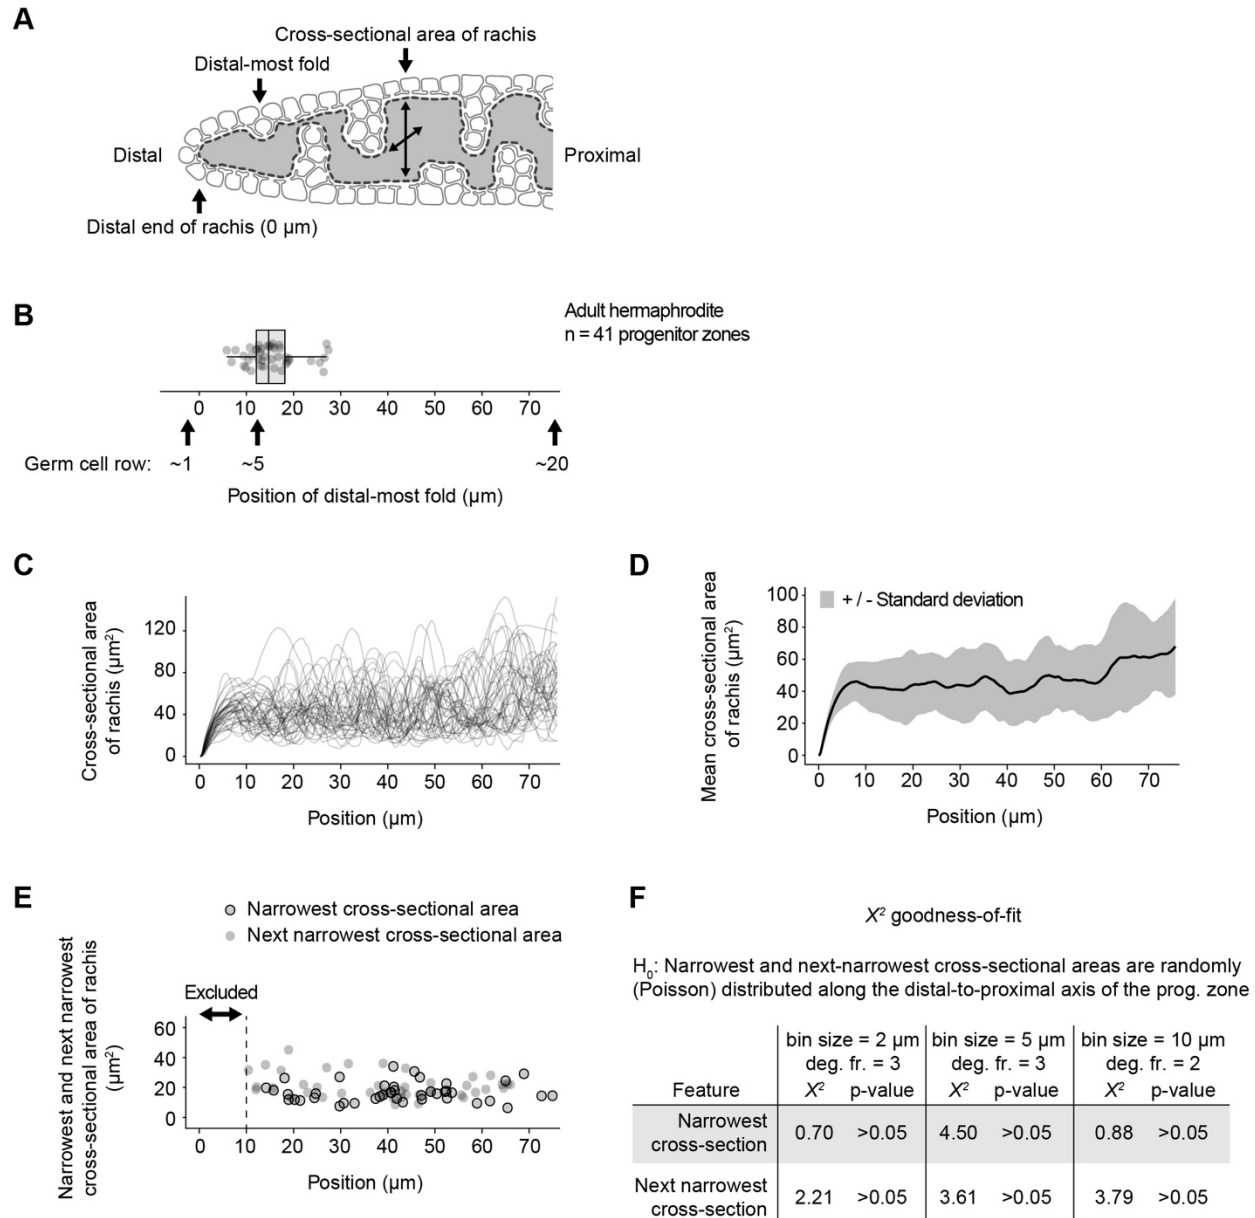 A
Cross-sectional area of rachis
Distal-most fold
Distal
Proximal
Distal end of rachis (0 µm)
B
Adult hermaphrodite
n = 41 progenitor zones
0 10 20 30 40 50 60 70
Germ cell row: ~1 ~5 ~20
Position of distal-most fold (µm)
C
Cross-sectional area
of rachis (µm²)
120
80
40
0
0 10 20 30 40 50 60 70
Position (µm)
D
Mean cross-sectional area
of rachis (µm²)
+ / - Standard deviation
100
80
60
40
20
0
0 10 20 30 40 50 60 70
Position (µm)
E
Narrowest cross-sectional area
Next narrowest cross-sectional area
Narrowest and next narrowest
cross-sectional area of rachis
(µm²)
Excluded
60
40
20
0
0 10 20 30 40 50 60 70
Position (µm)
F
X² goodness-of-fit
H₀: Narrowest and next-narrowest cross-sectional areas are randomly
(Poisson) distributed along the distal-to-proximal axis of the prog. zone
bin size = 2 µm bin size = 5 µm bin size = 10 µm
deg. fr. = 3 deg. fr. = 3 deg. fr. = 2
Feature X² p-value X² p-value X² p-value
Narrowest
cross-section 0.70 >0.05 4.50 >0.05 0.88 >0.05
Next narrowest
cross-section 2.21 >0.05 3.61 >0.05 3.79 >0.05